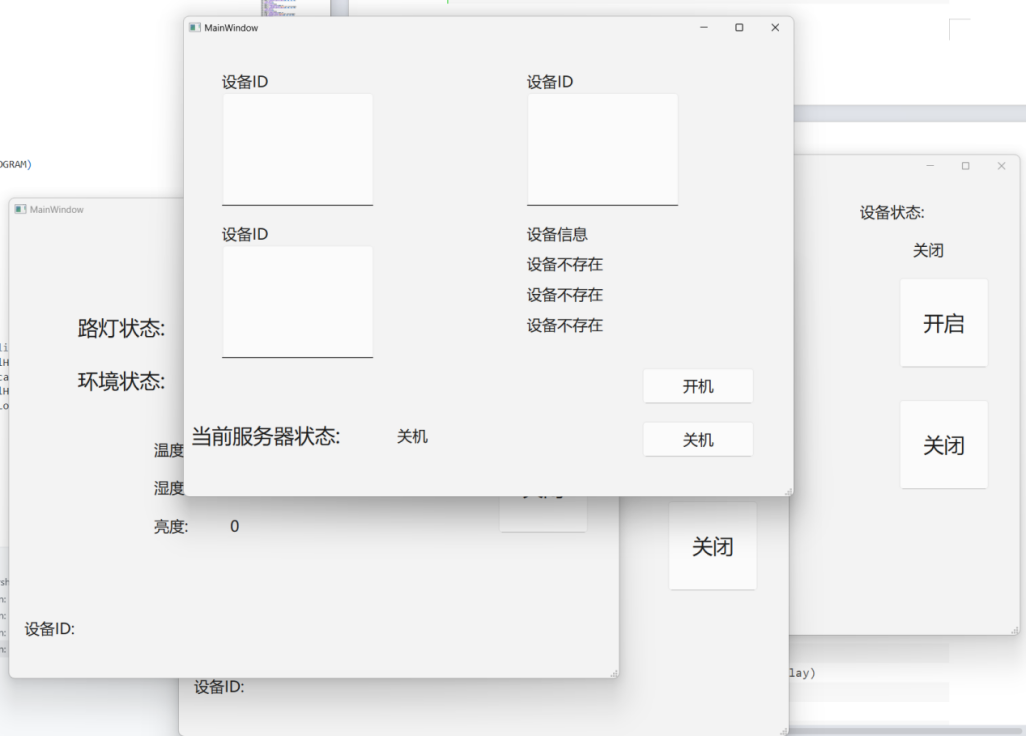 MainWindow
设备ID
设备ID
设备ID
设备信息
设备不存在
设备不存在
设备不存在
开机
当前服务器状态:
关机
关机
OGRAM)
MainWindow
路灯状态:
环境状态:
温度
湿度
亮度:
0
设备ID:
关闭
设备ID:
设备状态:
关闭
开启
关闭
lay)